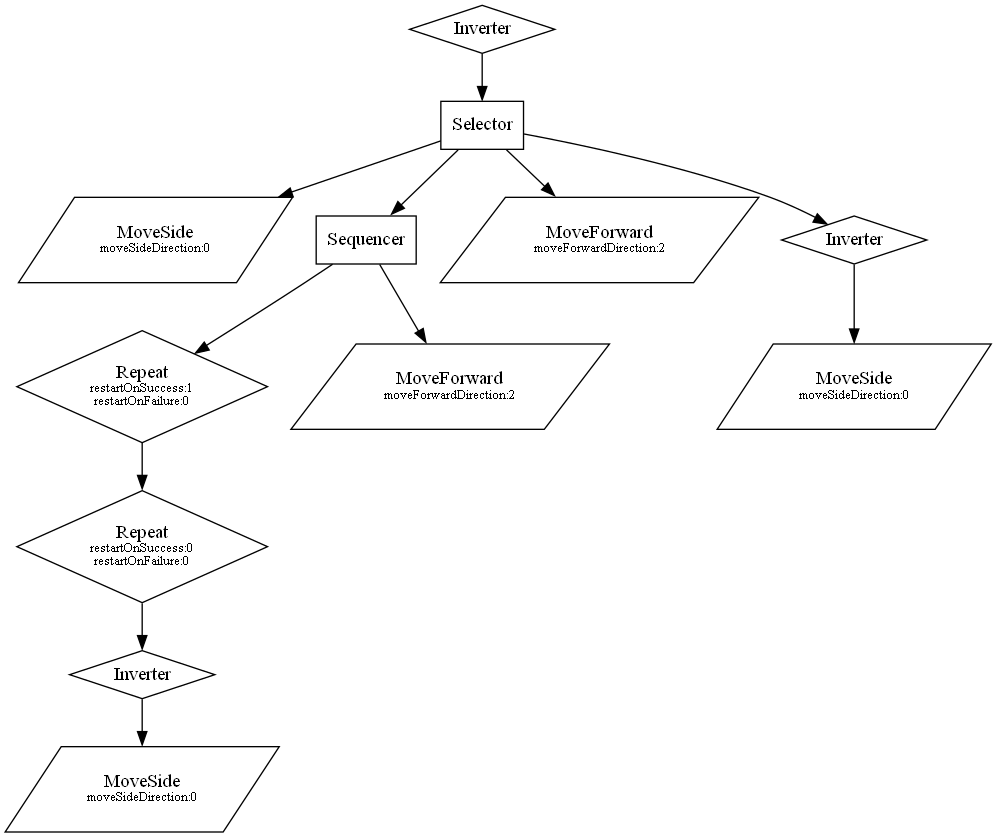 Inverter
Selector
MoveSide
moveSideDirection:0
Sequencer
MoveForward
moveForwardDirection:2
Inverter
Repeat
restartOnSuccess:1
restartOnFailure:0
MoveForward
moveForwardDirection:2
MoveSide
moveSideDirection:0
Repeat
restartOnSuccess:0
restartOnFailure:0
Inverter
MoveSide
moveSideDirection:0